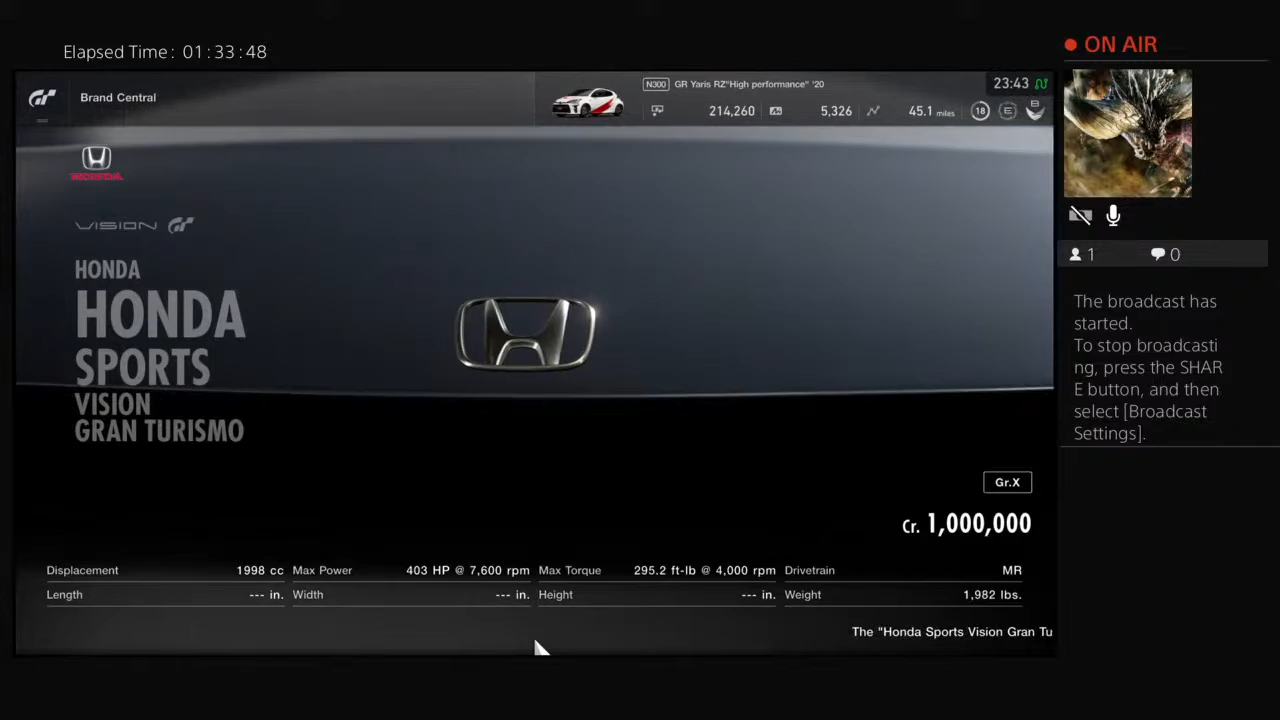 Elapsed Time: 01:33:48
ON AIR
Brand Central
N300 GR Yaris RZ"High performance" '20
23:43
214,260 5,326 45.1 miles 18 E
HONDA
VISION GT
HONDA
HONDA
SPORTS
VISION
GRAN TURISMO
1 0
The broadcast has
started.
To stop broadcasti
ng, press the SHAR
E button, and then
select [Broadcast
Settings].
Gr.X
Cr. 1,000,000
Displacement 1998 cc Max Power 403 HP @ 7,600 rpm Max Torque 295.2 ft-lb @ 4,000 rpm Drivetrain MR
Length --- in. Width --- in. Height --- in. Weight 1,982 lbs.
The "Honda Sports Vision Gran Tu